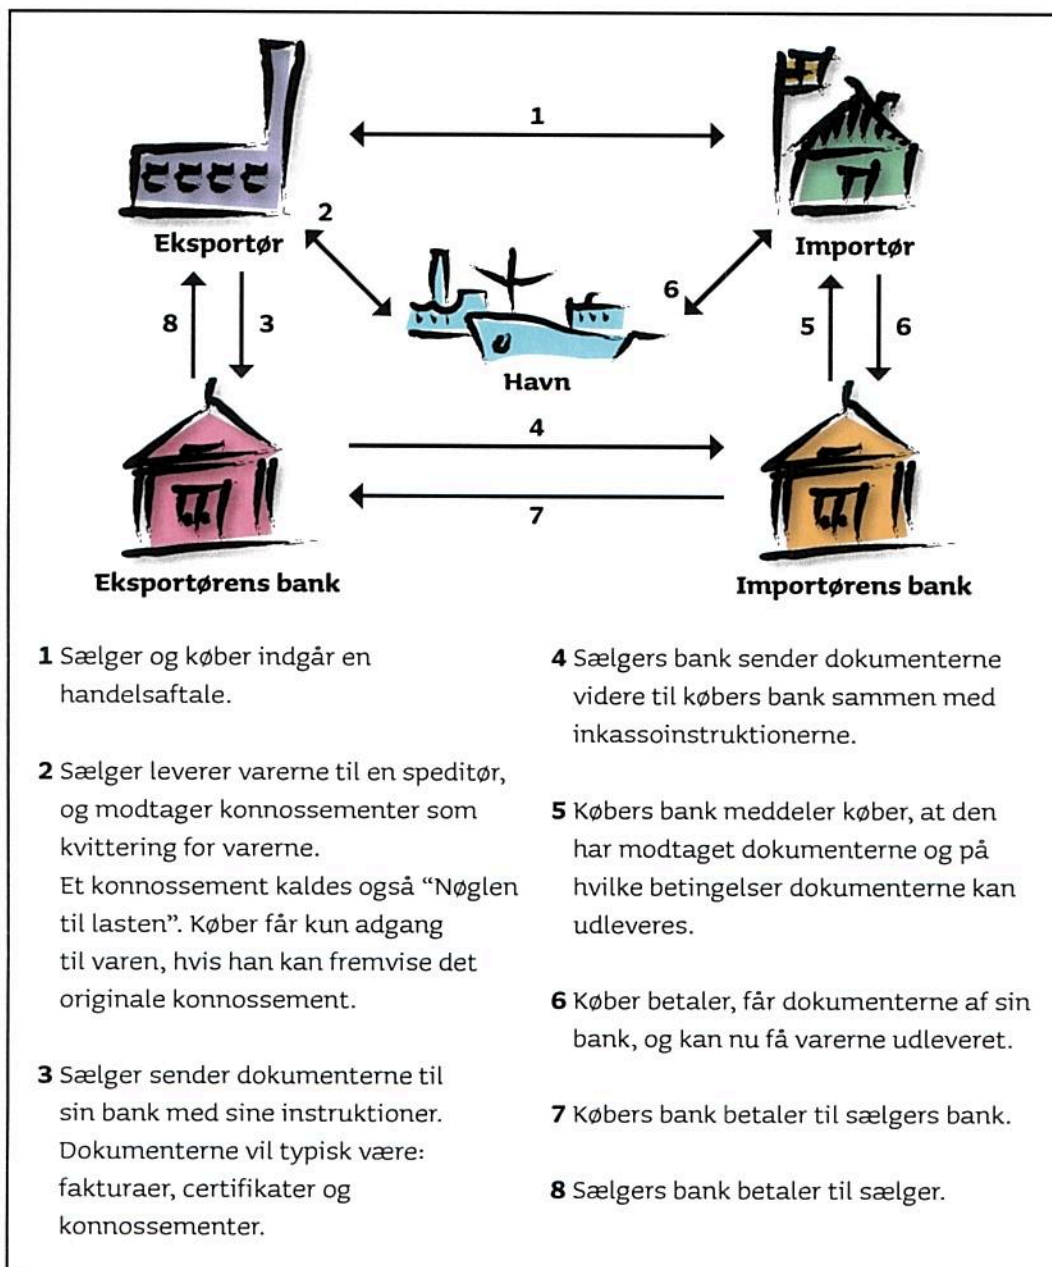 1
2
Eksportør
Importør
6
8
3
5
6
Havn
4
7
Eksportørens bank
Importørens bank
1 Sælger og køber indgår en
handelsaftale.
2 Sælger leverer varerne til en speditør,
og modtager konnossementer som
kvittering for varerne.
Et konnossement kaldes også “Nøglen
til lasten”. Køber får kun adgang
til varen, hvis han kan fremvise det
originale konnossement.
3 Sælger sender dokumenterne til
sin bank med sine instruktioner.
Dokumenterne vil typisk være:
fakturaer, certifikater og
konnossementer.
4 Sælgers bank sender dokumenterne
videre til købers bank sammen med
inkassoinstruktionerne.
5 Købers bank meddeler køber, at den
har modtaget dokumenterne og på
hvilke betingelser dokumenterne kan
udleveres.
6 Køber betaler, får dokumenterne af sin
bank, og kan nu få varerne udleveret.
7 Købers bank betaler til sælgers bank.
8 Sælgers bank betaler til sælger.